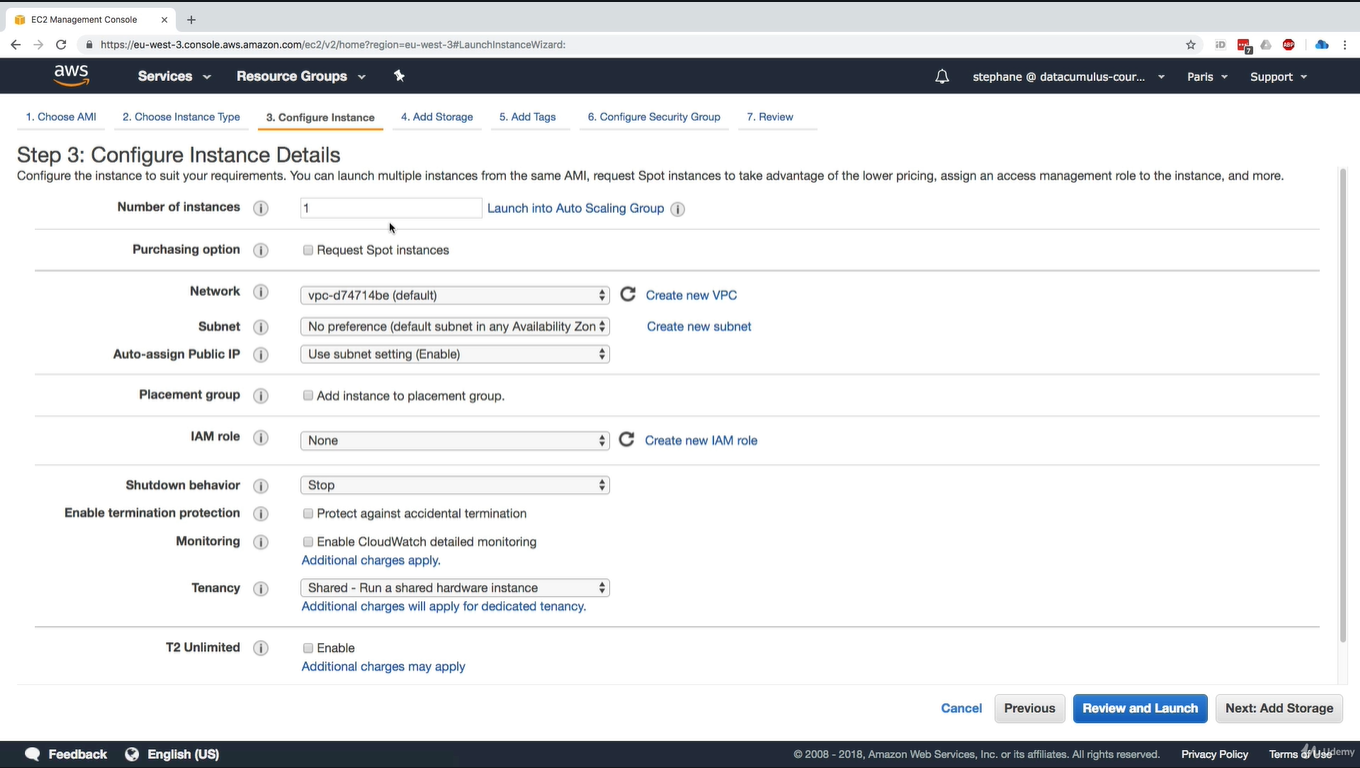 EC2 Management Console
https://eu-west-3.console.aws.amazon.com/ec2/v2/home?region=eu-west-3#LaunchInstanceWizard:
iD
7
ABP
aws Services Resource Groups stephane @ datacumulus-cour... Paris Support
1. Choose AMI 2. Choose Instance Type 3. Configure Instance 4. Add Storage 5. Add Tags 6. Configure Security Group 7. Review
Step 3: Configure Instance Details
Configure the instance to suit your requirements. You can launch multiple instances from the same AMI, request Spot instances to take advantage of the lower pricing, assign an access management role to the instance, and more.
Number of instances i 1 Launch into Auto Scaling Group i
Purchasing option i Request Spot instances
Network i vpc-d74714be (default) Create new VPC
Subnet i No preference (default subnet in any Availability Zon Create new subnet
Auto-assign Public IP i Use subnet setting (Enable)
Placement group i Add instance to placement group.
IAM role i None Create new IAM role
Shutdown behavior i Stop
Enable termination protection i Protect against accidental termination
Monitoring i Enable CloudWatch detailed monitoring
Additional charges apply.
Tenancy i Shared - Run a shared hardware instance
Additional charges will apply for dedicated tenancy.
T2 Unlimited i Enable
Additional charges may apply
Cancel Previous Review and Launch Next: Add Storage
Feedback English (US) © 2008 - 2018, Amazon Web Services, Inc. or its affiliates. All rights reserved. Privacy Policy Terms of Use
Udemy